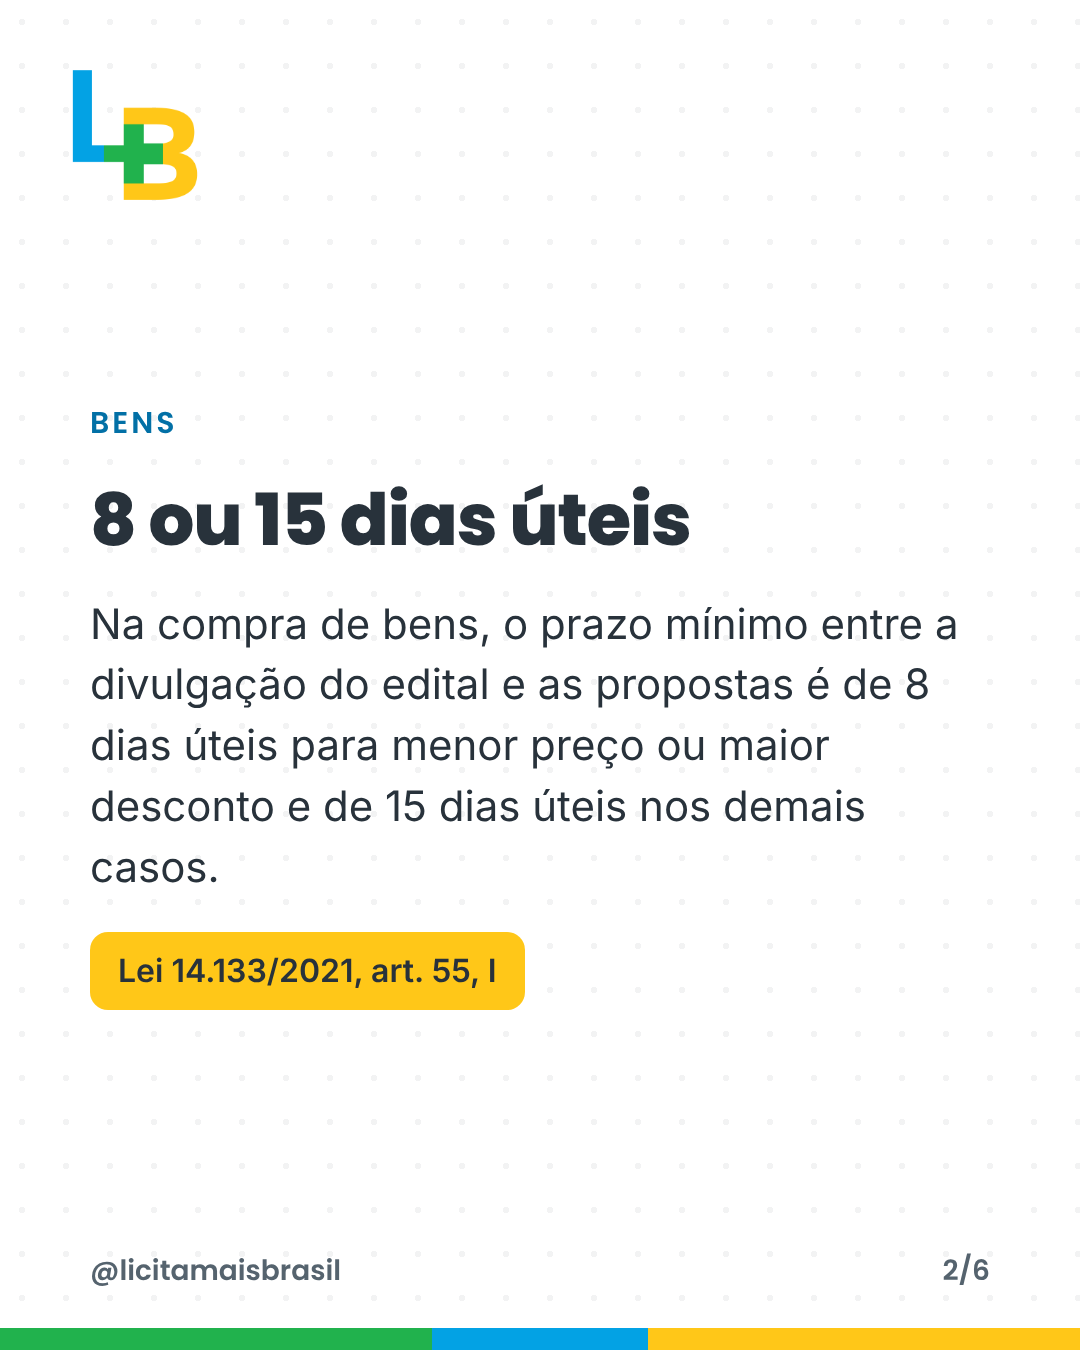 L+B
BENS
8 ou 15 dias úteis
Na compra de bens, o prazo mínimo entre a
divulgação do edital e as propostas é de 8
dias úteis para menor preço ou maior
desconto e de 15 dias úteis nos demais
casos.
Lei 14.133/2021, art. 55, I
@licitamaisbrasil
2/6